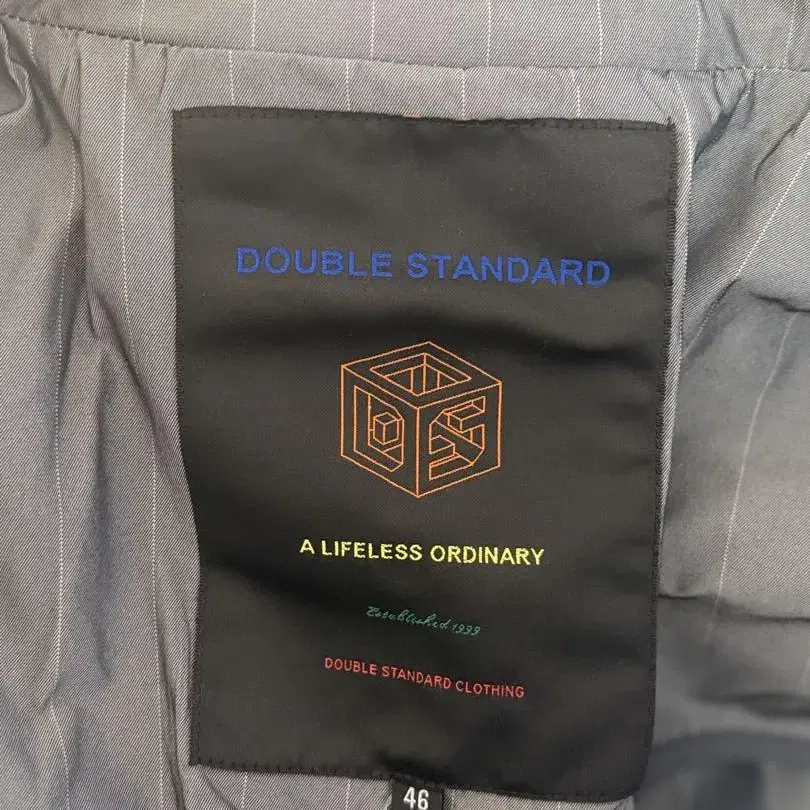 DOUBLE STANDARD
A LIFELESS ORDINARY
Established 1999
DOUBLE STANDARD CLOTHING
46